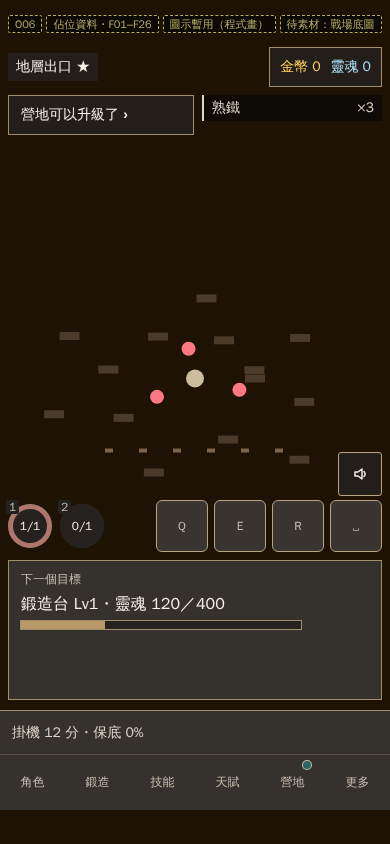 006 佔位資料・F01–F26 圖示暫用（程式畫） 待素材：戰場底圖
地層出口 ★
金幣 0 靈魂 0
營地可以升級了 ›
熟鐵 ×3
1 1/1 2 0/1 Q E R ⎵
下一個目標
鍛造台 Lv1・靈魂 120／400
掛機 12 分・保底 0%
角色 鍛造 技能 天賦 營地 更多